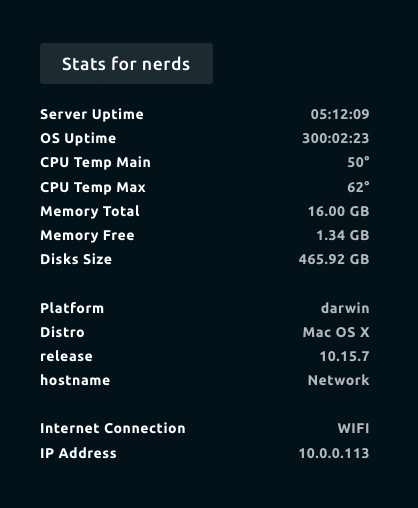 Stats for nerds
Server Uptime 05:12:09
OS Uptime 300:02:23
CPU Temp Main 50°
CPU Temp Max 62°
Memory Total 16.00 GB
Memory Free 1.34 GB
Disks Size 465.92 GB
Platform darwin
Distro Mac OS X
release 10.15.7
hostname Network
Internet Connection WIFI
IP Address 10.0.0.113